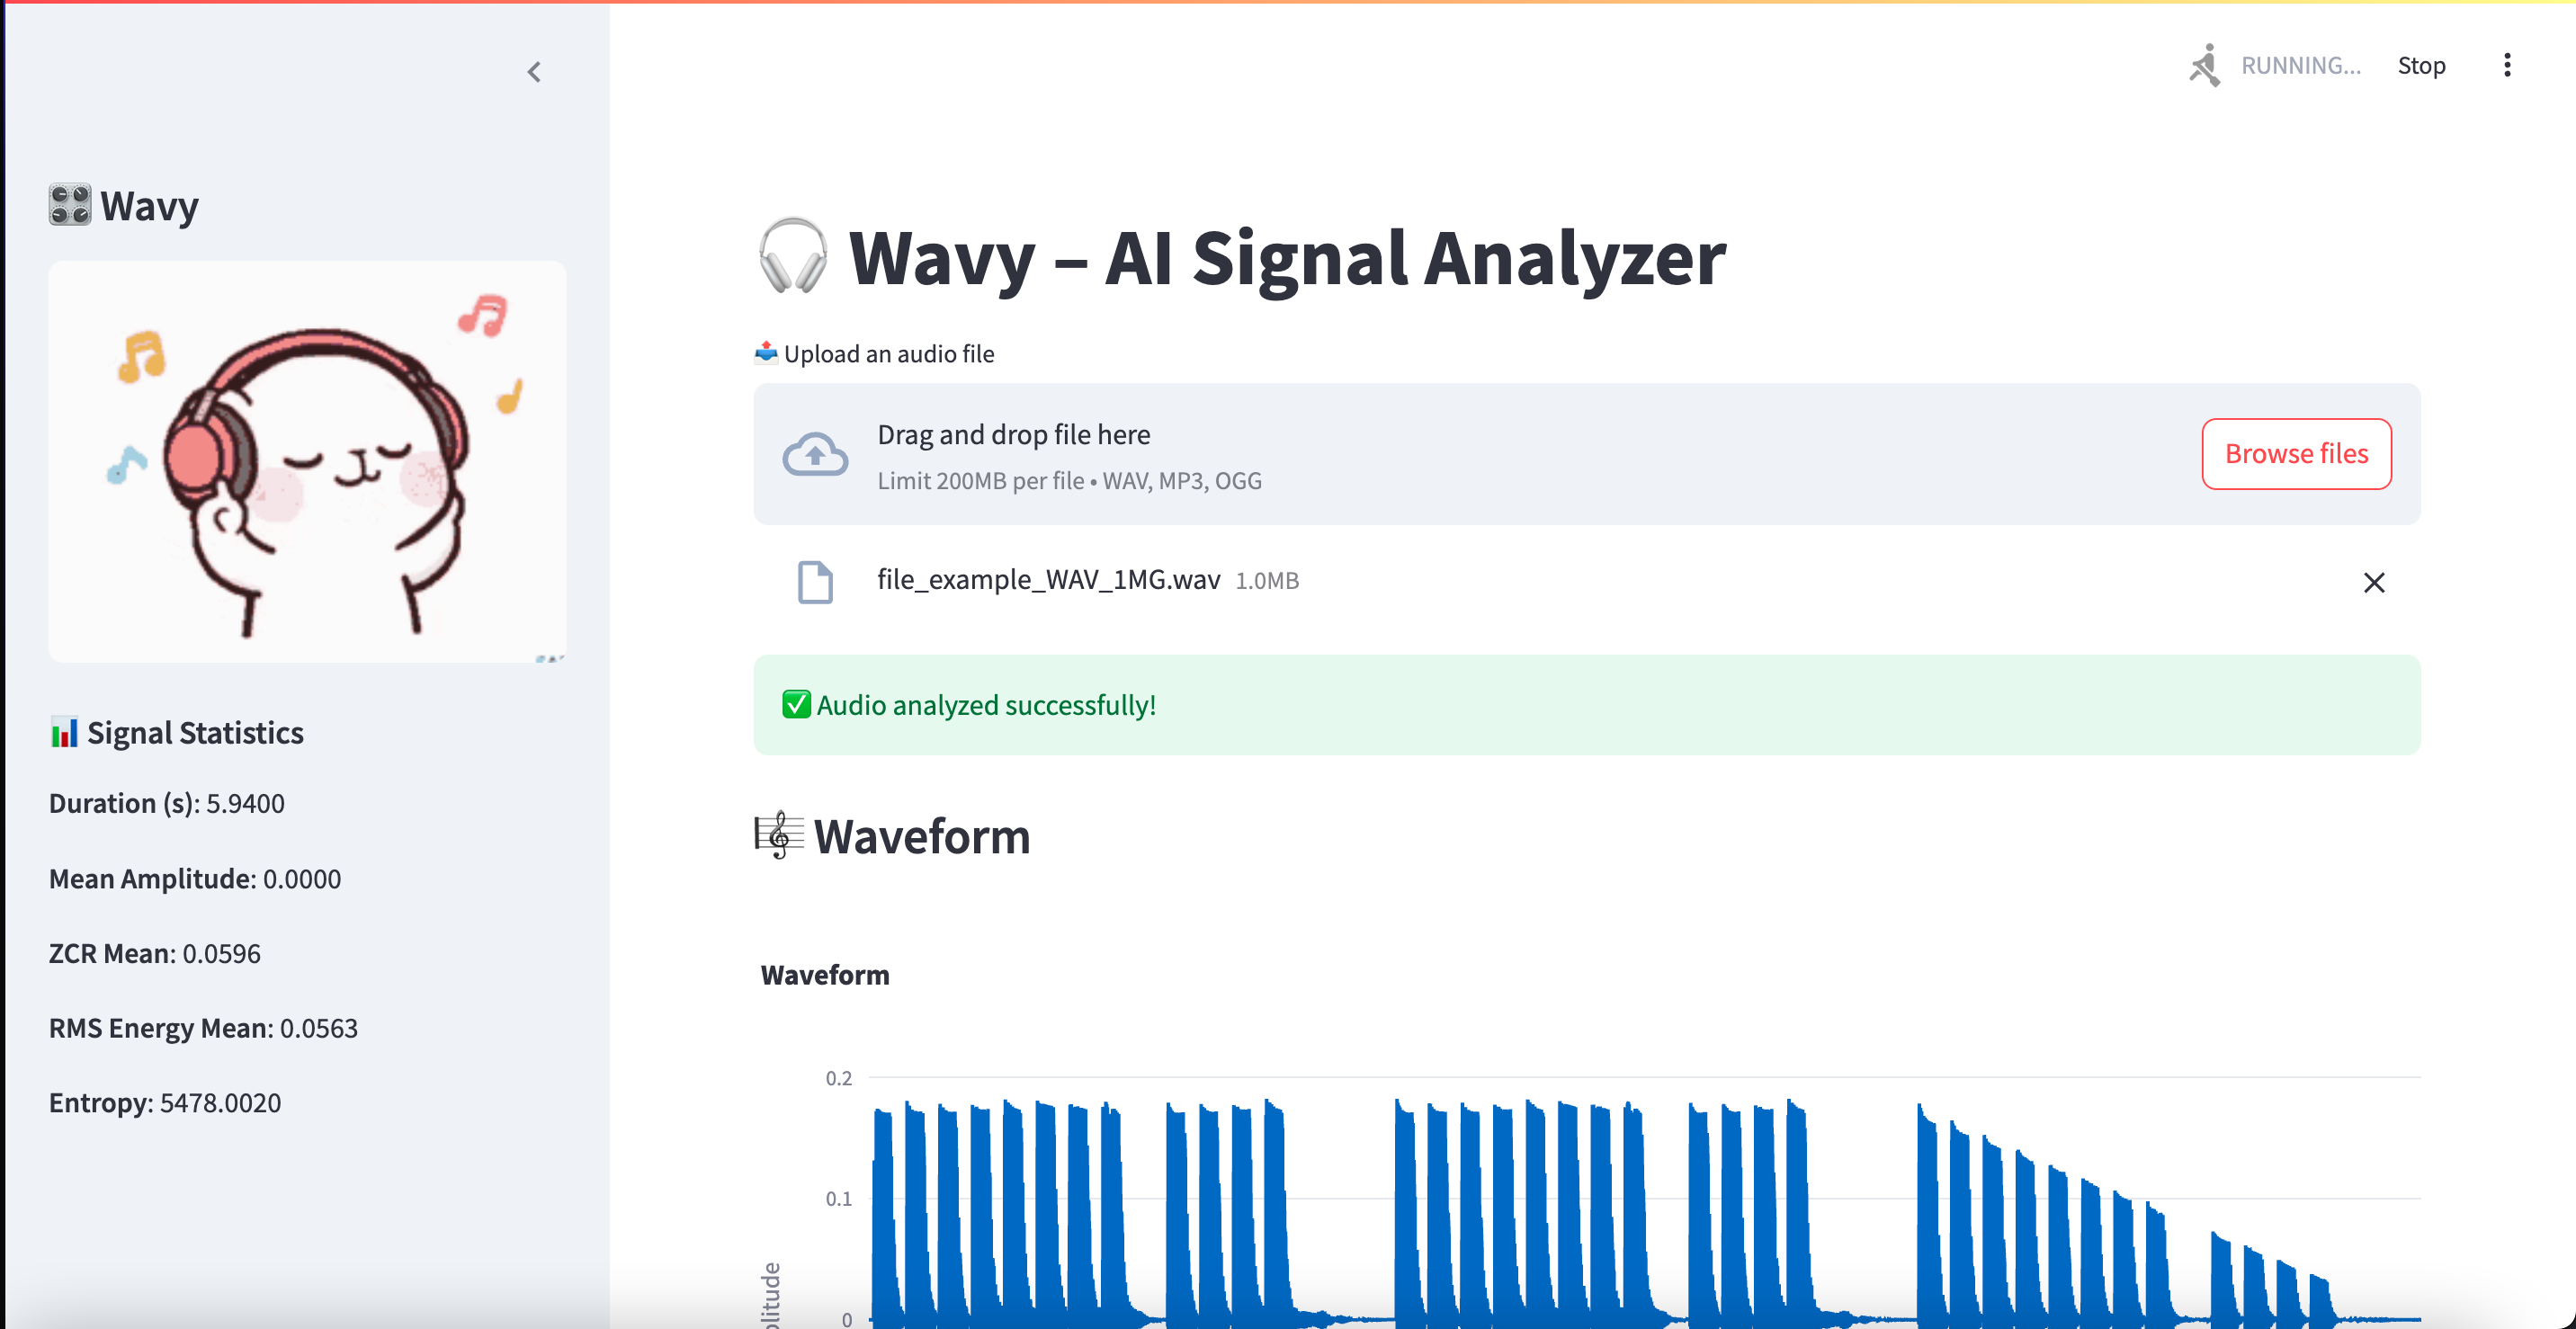 RUNNING...
Stop
Wavy
Signal Statistics
Duration (s): 5.9400
Mean Amplitude: 0.0000
ZCR Mean: 0.0596
RMS Energy Mean: 0.0563
Entropy: 5478.0020
Wavy – AI Signal Analyzer
Upload an audio file
Drag and drop file here
Limit 200MB per file • WAV, MP3, OGG
Browse files
file_example_WAV_1MG.wav 1.0MB
Audio analyzed successfully!
Waveform
Waveform
0.2
0.1
0
plitude